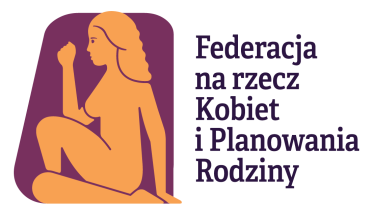 Federacja
na rzecz
Kobiet
i Planowania
Rodziny